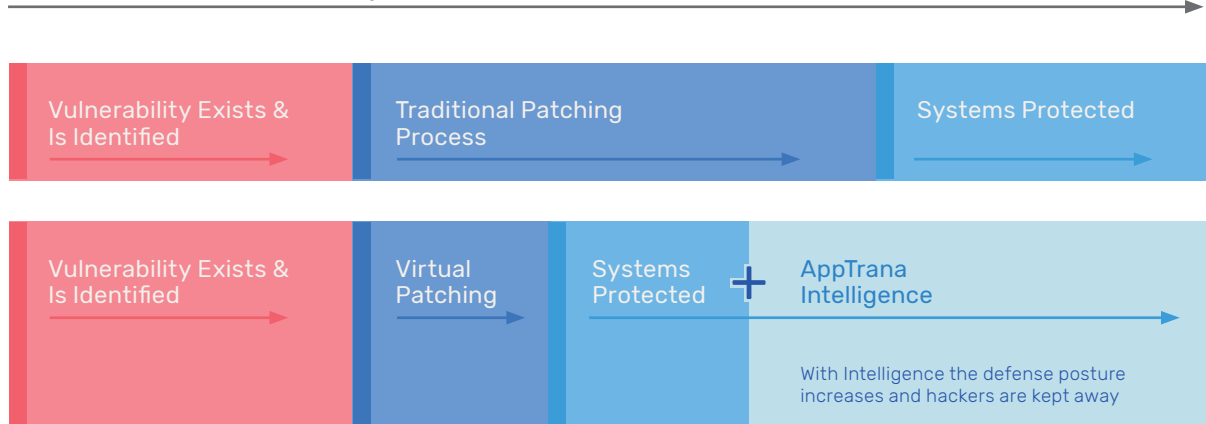 Vulnerability Exists &
Is Identified
Traditional Patching
Process
Systems Protected
Vulnerability Exists &
Is Identified
Virtual
Patching
Systems
Protected
+
AppTrana
Intelligence
With Intelligence the defense posture
increases and hackers are kept away